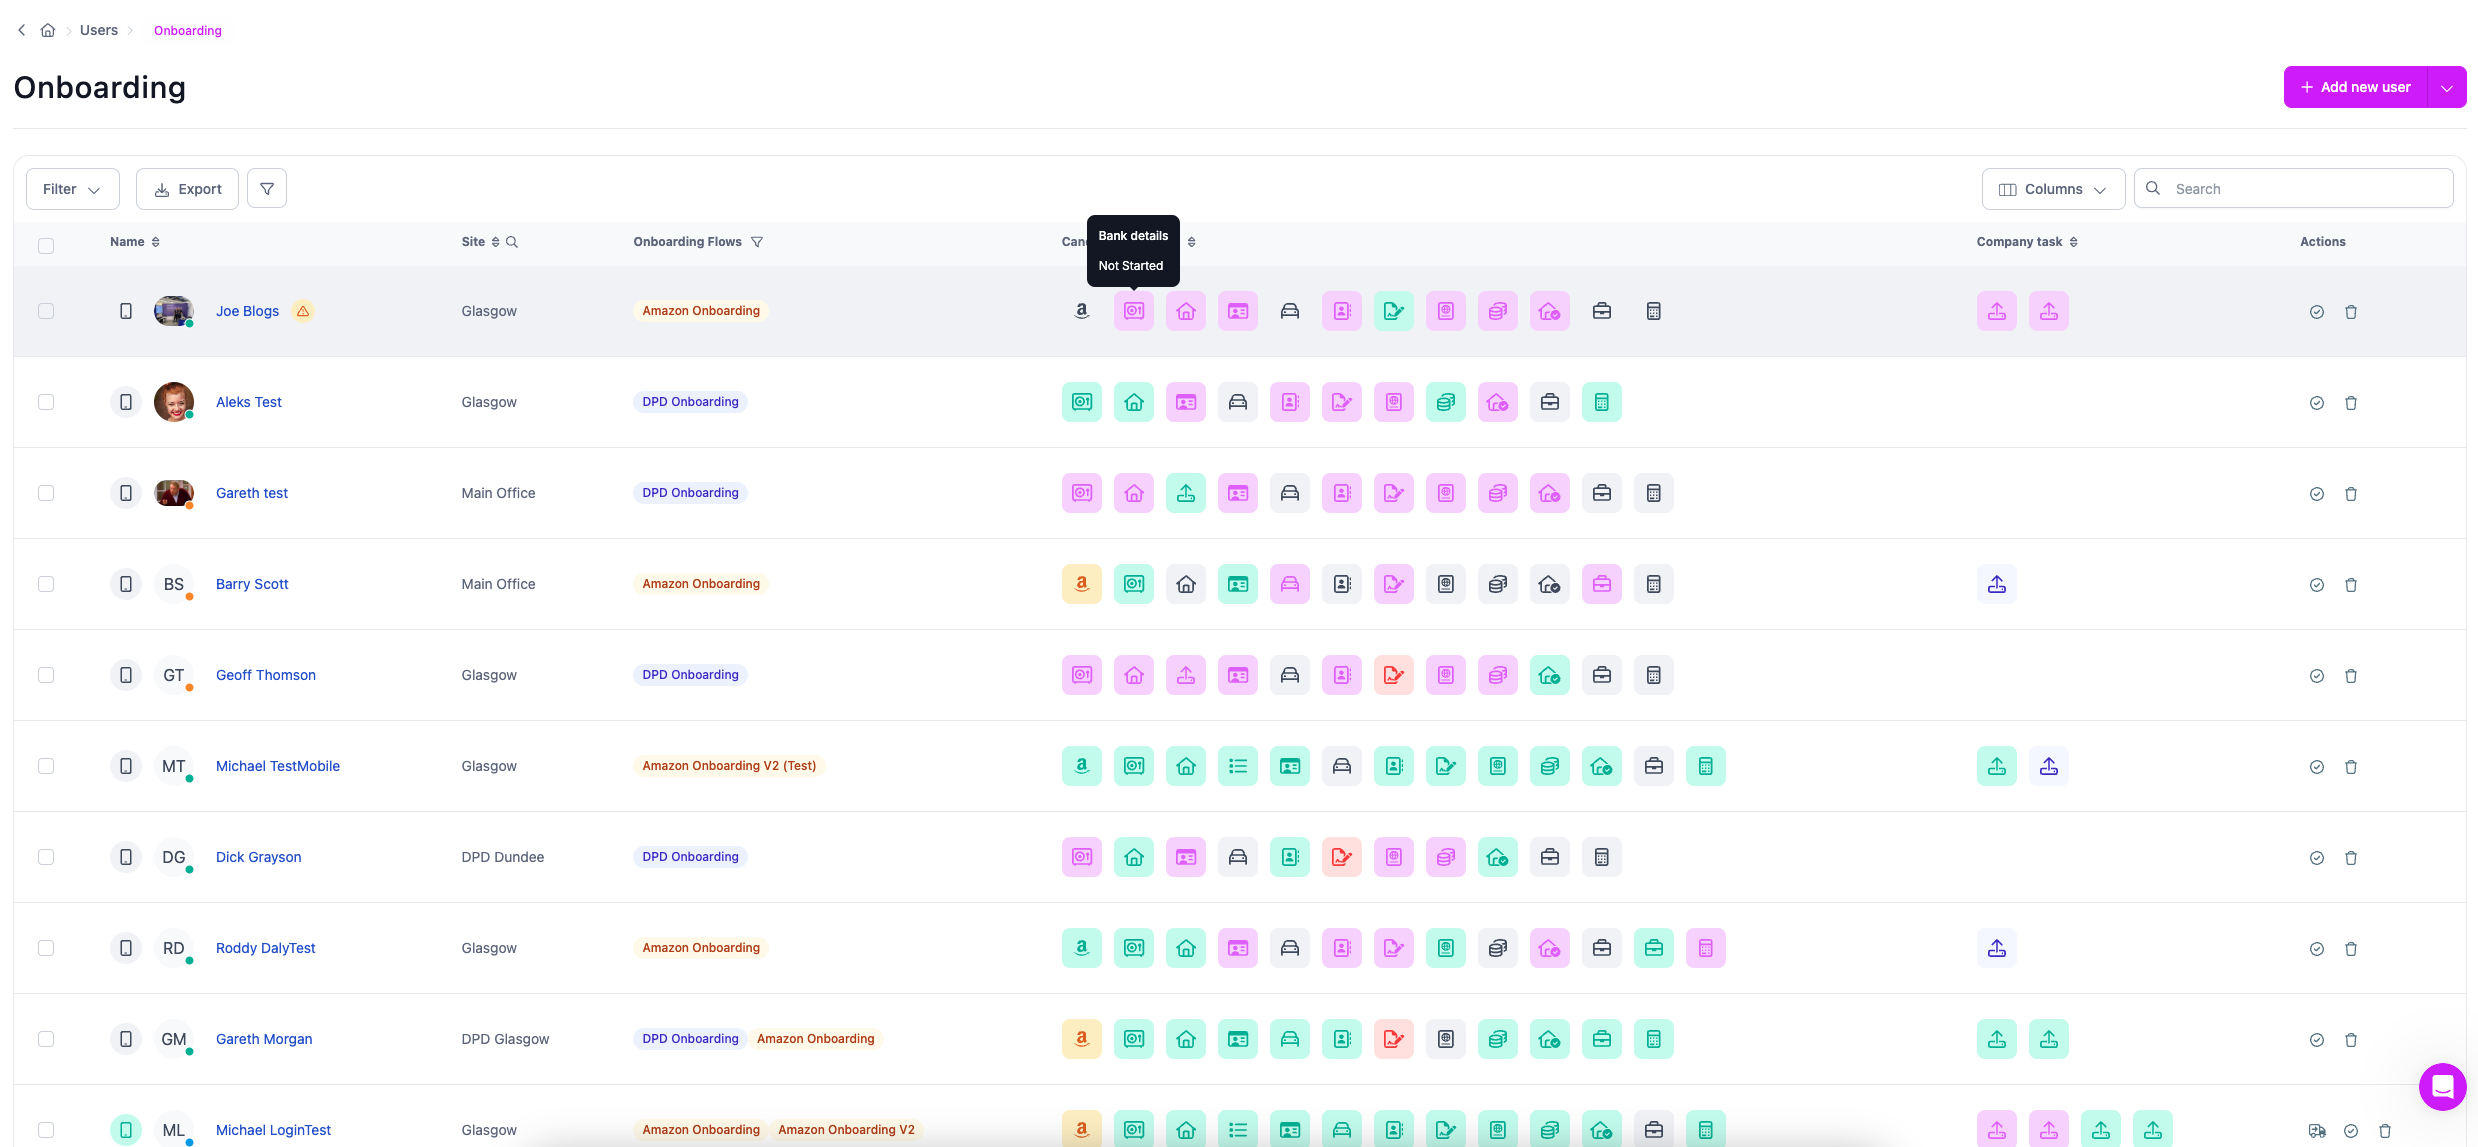 Users
Onboarding
Onboarding
Add new user
Filter
Export
Columns
Search
Name
Site
Onboarding Flows
Bank details
Not Started
Company task
Actions
Joe Blogs Glasgow Amazon Onboarding
Aleks Test Glasgow DPD Onboarding
Gareth test Main Office DPD Onboarding
BS Barry Scott Main Office Amazon Onboarding
GT Geoff Thomson Glasgow DPD Onboarding
MT Michael TestMobile Glasgow Amazon Onboarding V2 (Test)
DG Dick Grayson DPD Dundee DPD Onboarding
RD Roddy DalyTest Glasgow Amazon Onboarding
GM Gareth Morgan DPD Glasgow DPD Onboarding Amazon Onboarding
ML Michael LoginTest Glasgow Amazon Onboarding Amazon Onboarding V2